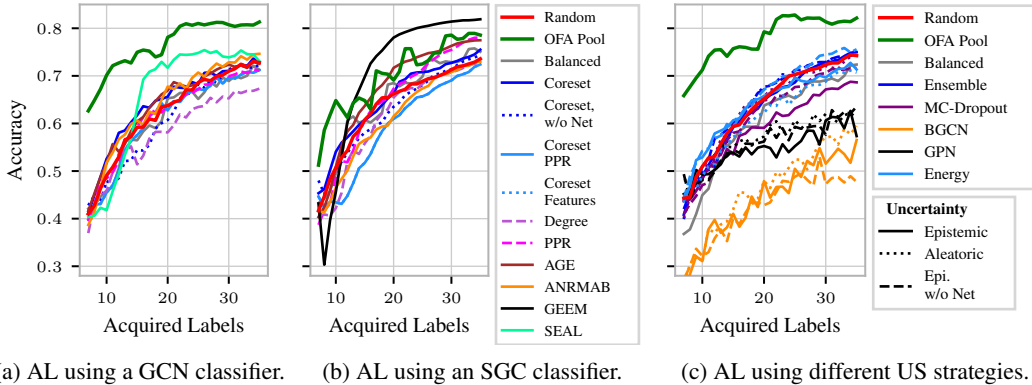 0.8
0.7
0.6
0.5
0.4
0.3
Accuracy
10
20
30
Acquired Labels
10
20
30
Acquired Labels
Random
OFA Pool
Balanced
Coreset
Coreset,
w/o Net
Coreset
PPR
Coreset
Features
Degree
PPR
AGE
ANRMAB
GEEM
SEAL
10
20
30
Acquired Labels
Random
OFA Pool
Balanced
Ensemble
MC-Dropout
BGCN
GPN
Energy
Uncertainty
Epistemic
Aleatoric
Epi.
w/o Net
a) AL using a GCN classifier.
(b) AL using an SGC classifier.
(c) AL using different US strategies.